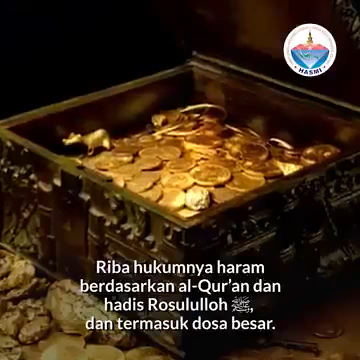 HASMI
Riba hukumnya haram
berdasarkan al-Qur'an dan
hadis Rosululloh ﷺ,
dan termasuk dosa besar.